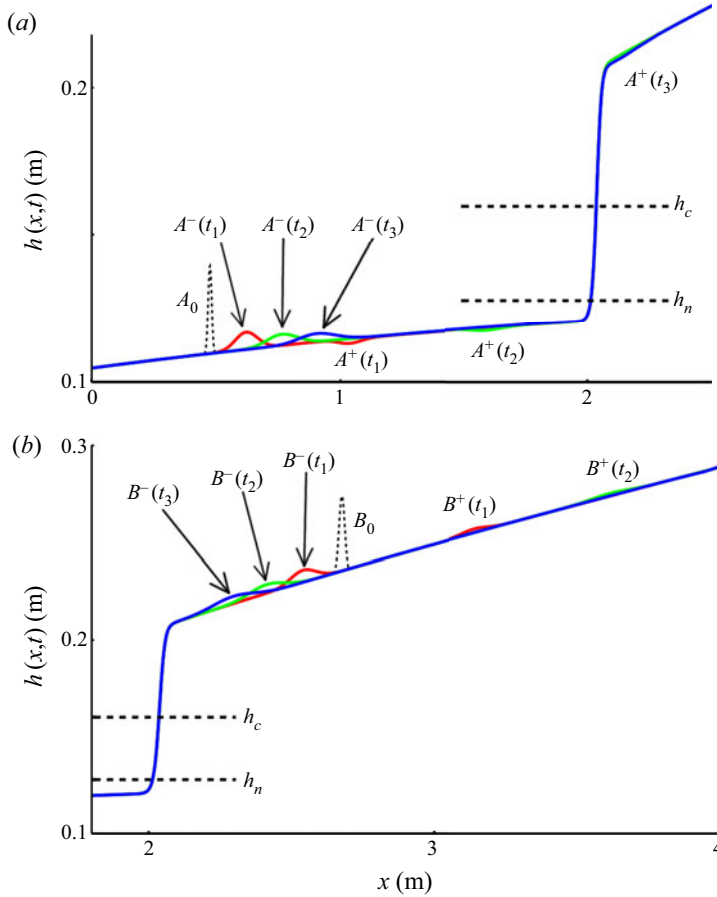 (a)
0.2
h(x,t) (m)
0.1
A⁺(t₃)
h_c
h_n
A⁻(t₁) A⁻(t₂) A⁻(t₃)
A₀
A⁺(t₁)
A⁺(t₂)
0 1 2
(b)
0.3
0.2
h(x,t) (m)
0.1
B⁻(t₃)
B⁻(t₂)
B⁻(t₁)
B₀
B⁺(t₁)
B⁺(t₂)
h_c
h_n
2 3 4
x (m)